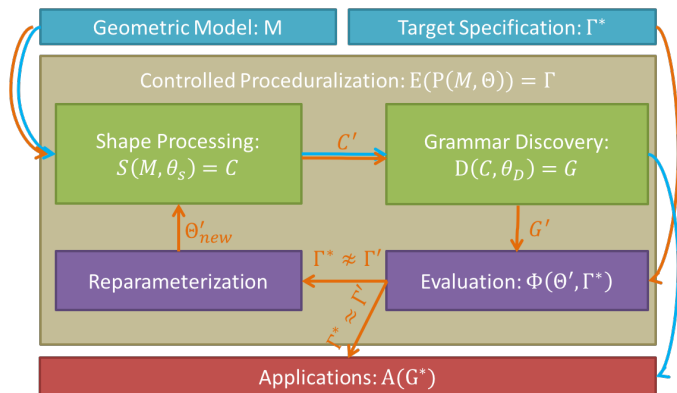 Geometric Model: M
Target Specification: Γ*
Controlled Proceduralization: E(P(M, Θ)) = Γ
Shape Processing:
S(M, θ_S) = C
C′
Grammar Discovery:
D(C, θ_D) = G
Θ′_new
G′
Γ* ≉ Γ′
Reparameterization
Evaluation: Φ(Θ′, Γ*)
Γ* ≈ Γ′
Applications: A(G*)